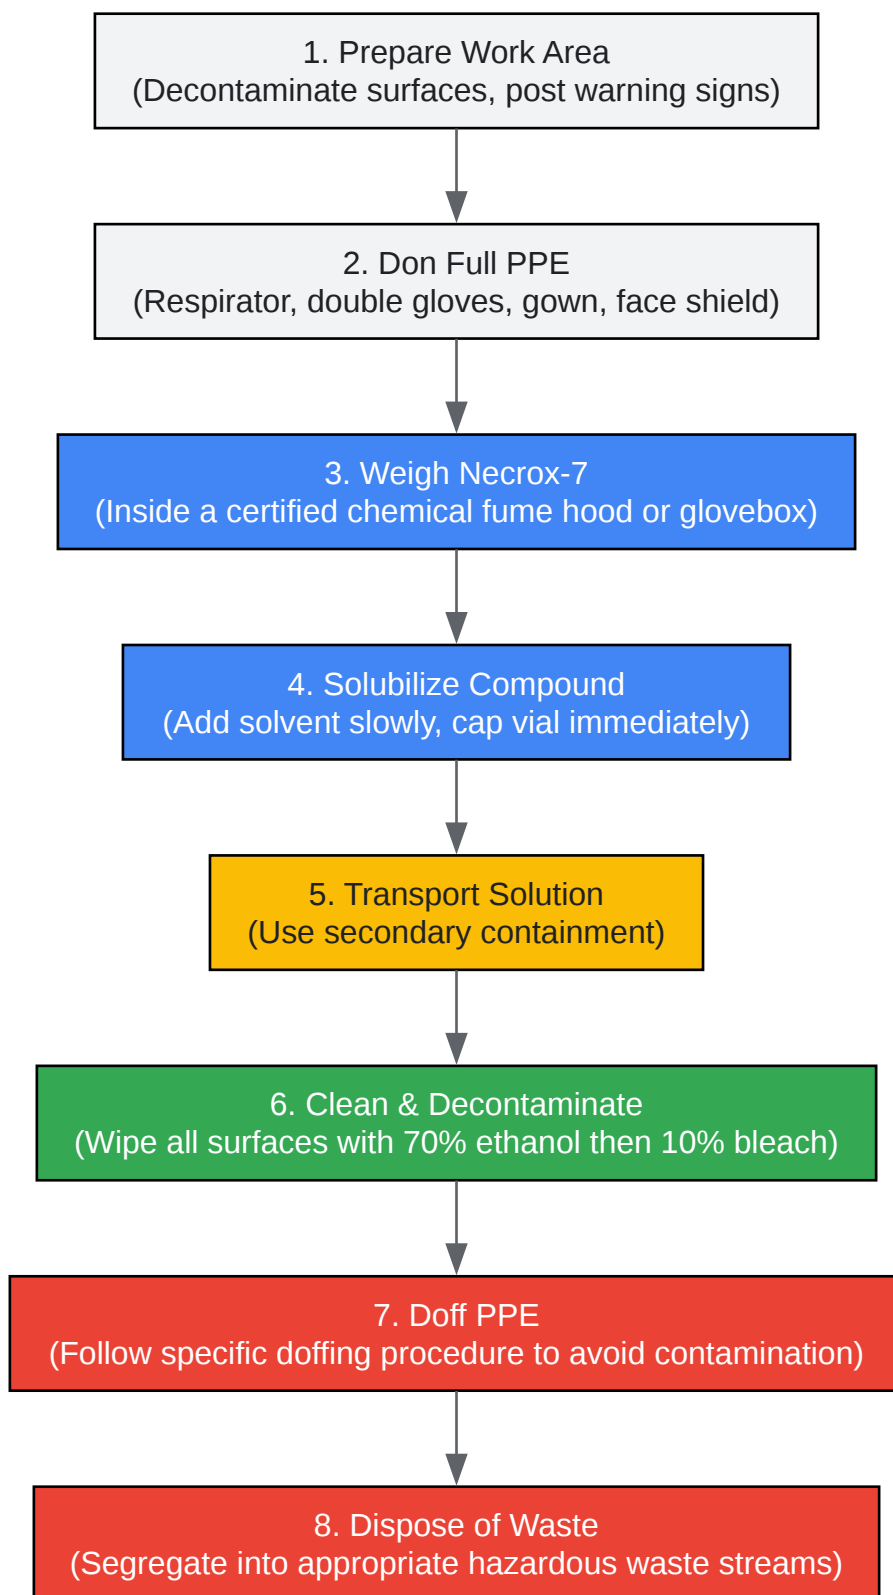 1. Prepare Work Area
(Decontaminate surfaces, post warning signs)
2. Don Full PPE
(Respirator, double gloves, gown, face shield)
3. Weigh Necrox-7
(Inside a certified chemical fume hood or glovebox)
4. Solubilize Compound
(Add solvent slowly, cap vial immediately)
5. Transport Solution
(Use secondary containment)
6. Clean & Decontaminate
(Wipe all surfaces with 70% ethanol then 10% bleach)
7. Doff PPE
(Follow specific doffing procedure to avoid contamination)
8. Dispose of Waste
(Segregate into appropriate hazardous waste streams)